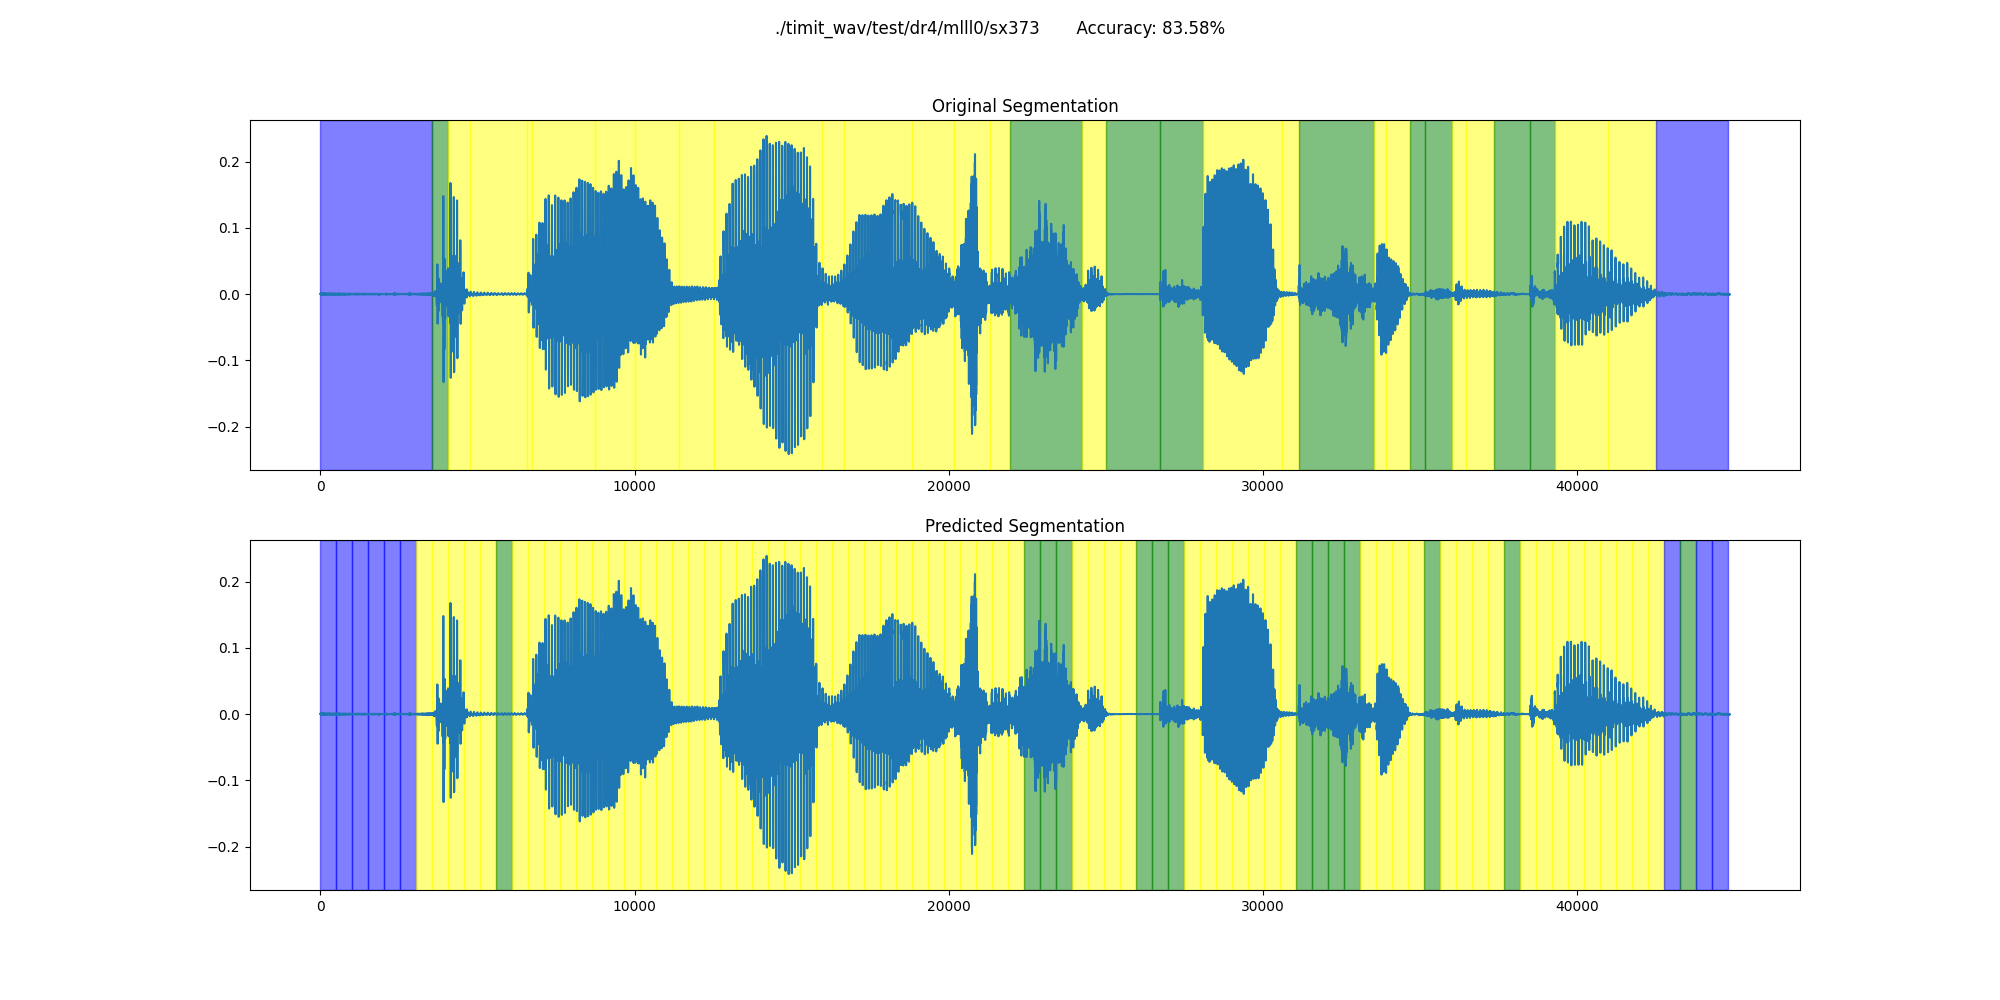 ./timit_wav/test/dr4/mlll0/sx373 Accuracy: 83.58%
Original Segmentation
0.2
0.1
0.0
−0.1
−0.2
0 10000 20000 30000 40000
Predicted Segmentation
0.2
0.1
0.0
−0.1
−0.2
0 10000 20000 30000 40000